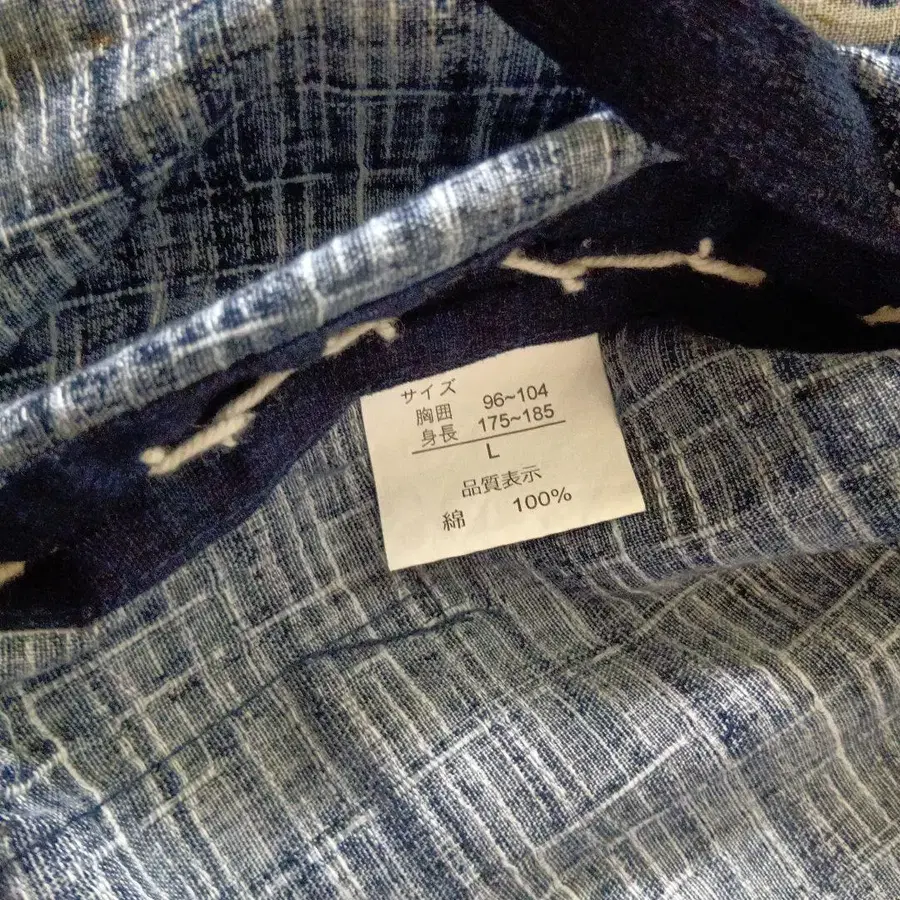 サイズ
胸囲 96~104
身長 175~185
L
品質表示
綿 100%